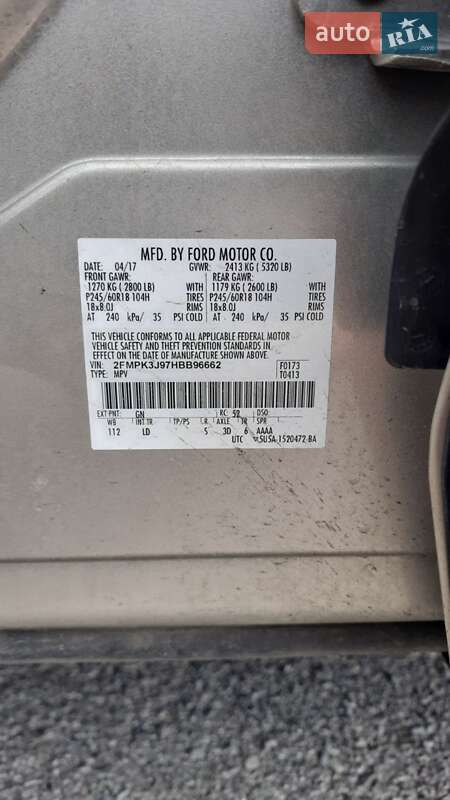 auto RIA .com
MFD. BY FORD MOTOR CO.
DATE: 04/17 GVWR: 2413 KG ( 5320 LB)
FRONT GAWR: REAR GAWR:
1270 KG ( 2800 LB) WITH 1179 KG ( 2600 LB) WITH
P245/60R18 104H TIRES P245/60R18 104H TIRES
18x8.0J RIMS 18x8.0J RIMS
AT 240 kPa/ 35 PSI COLD AT 240 kPa/ 35 PSI COLD
THIS VEHICLE CONFORMS TO ALL APPLICABLE FEDERAL MOTOR
VEHICLE SAFETY AND THEFT PREVENTION STANDARDS IN
EFFECT ON THE DATE OF MANUFACTURE SHOWN ABOVE.
VIN: 2FMPK3J97HBB96662 F0173
TYPE: MPV T0413
EXT PNT: GN RC: 52 DSO:
WB INT TR TP/PS R AXLE TR SPR
112 LD S 3D 6 AAAA
UTC 5U5A-1520472-BA